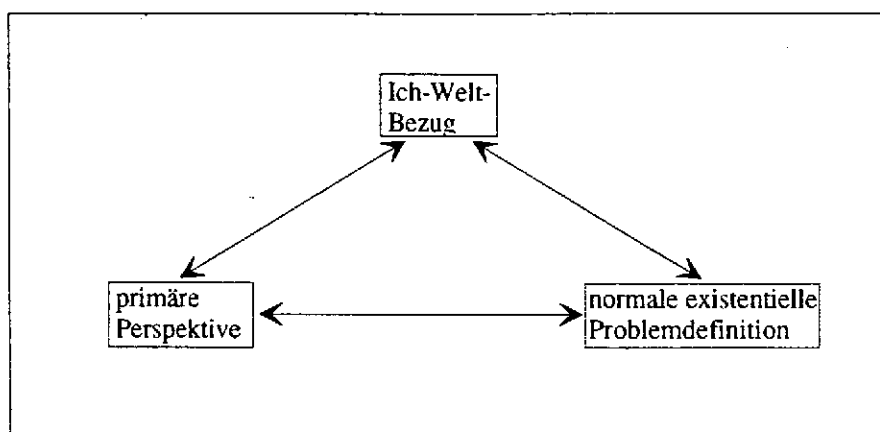 Ich-Welt-
Bezug
primäre
Perspektive
normale existentielle
Problemdefinition